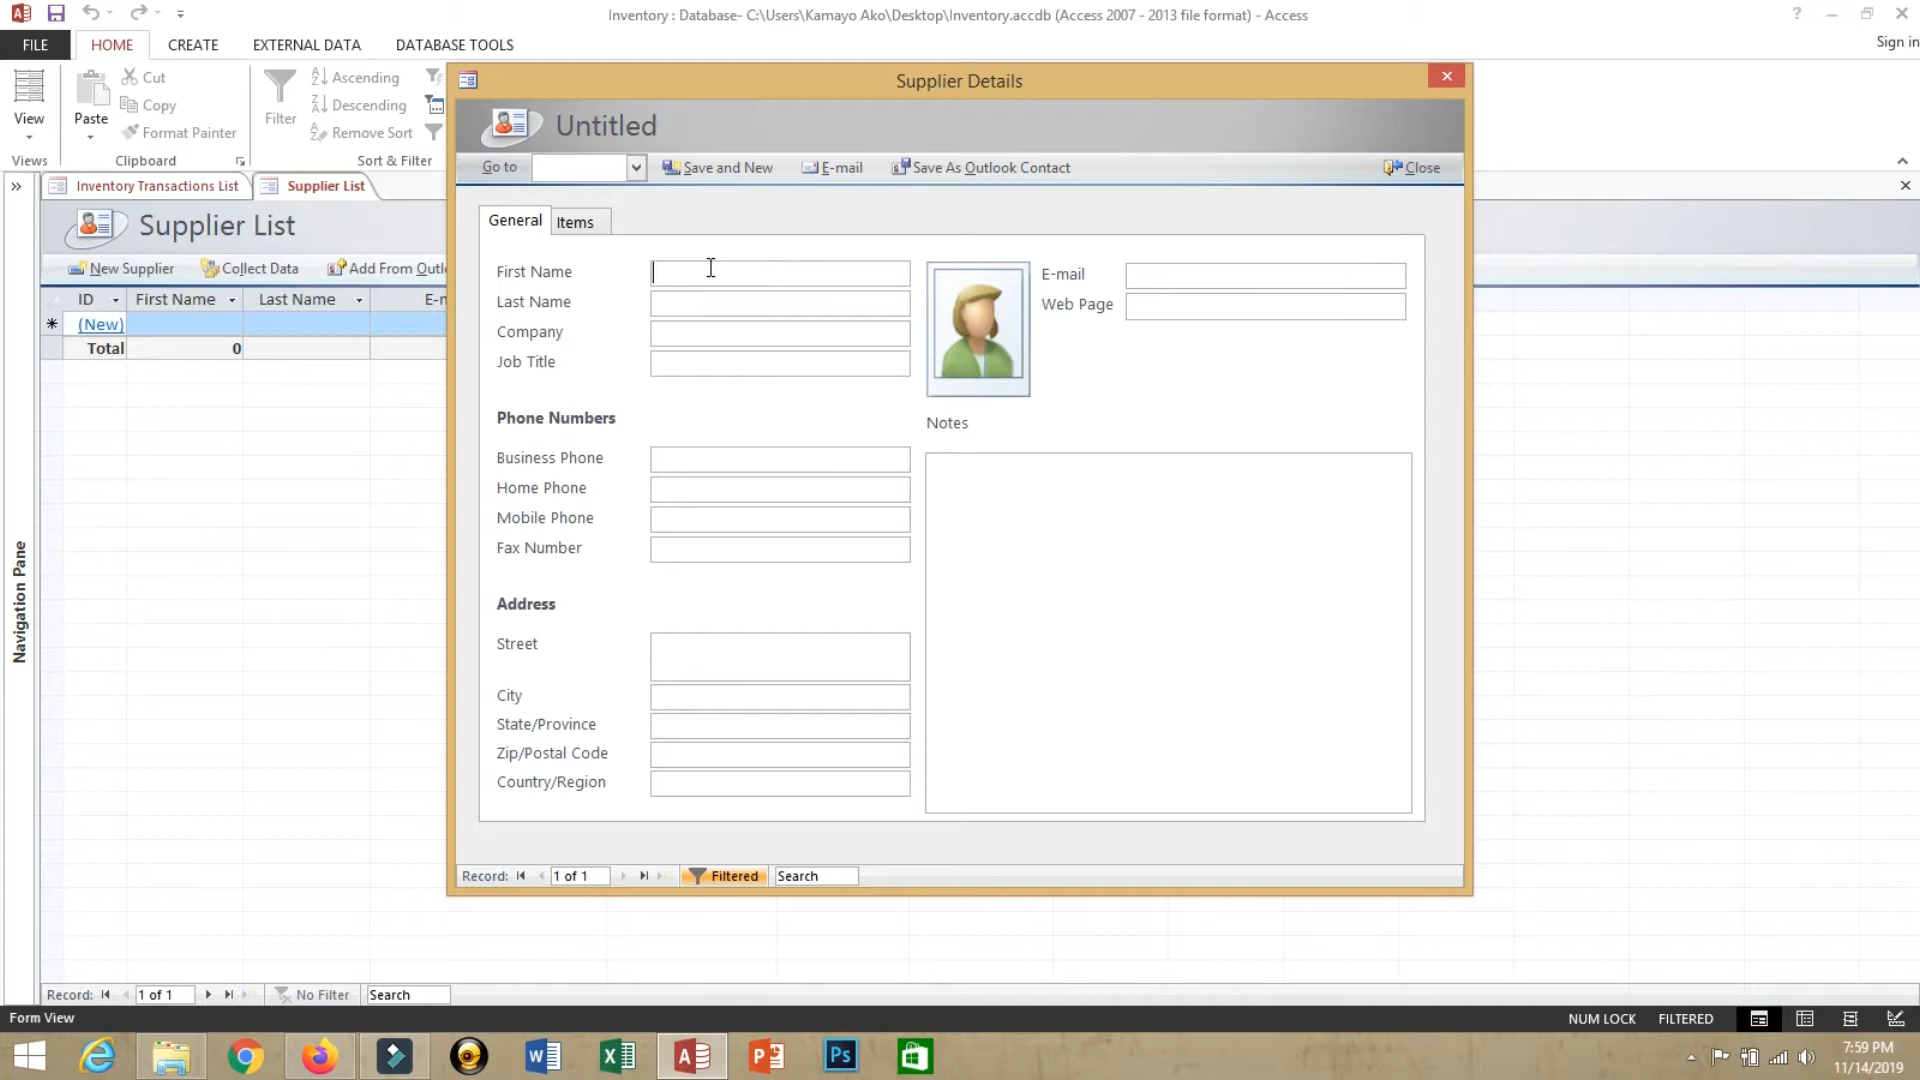 Inventory : Database- C:\Users\Kamayo Ako\Desktop\Inventory.accdb (Access 2007 - 2013 file format) - Access
FILE HOME CREATE EXTERNAL DATA DATABASE TOOLS Sign in
View
Views
Paste
Cut
Copy
Format Painter
Clipboard
Filter
Ascending
Descending
Remove Sort
Sort & Filter
Navigation Pane
Inventory Transactions List
Supplier List
Supplier List
New Supplier Collect Data Add From Outl
ID First Name Last Name E-n
(New)
Total 0
Supplier Details
Untitled
Go to Save and New E-mail Save As Outlook Contact Close
General Items
First Name
Last Name
Company
Job Title
E-mail
Web Page
Phone Numbers
Business Phone
Home Phone
Mobile Phone
Fax Number
Address
Street
City
State/Province
Zip/Postal Code
Country/Region
Notes
Record: 1 of 1 Filtered Search
Record: 1 of 1 No Filter Search
Form View NUM LOCK FILTERED
7:59 PM
11/14/2019